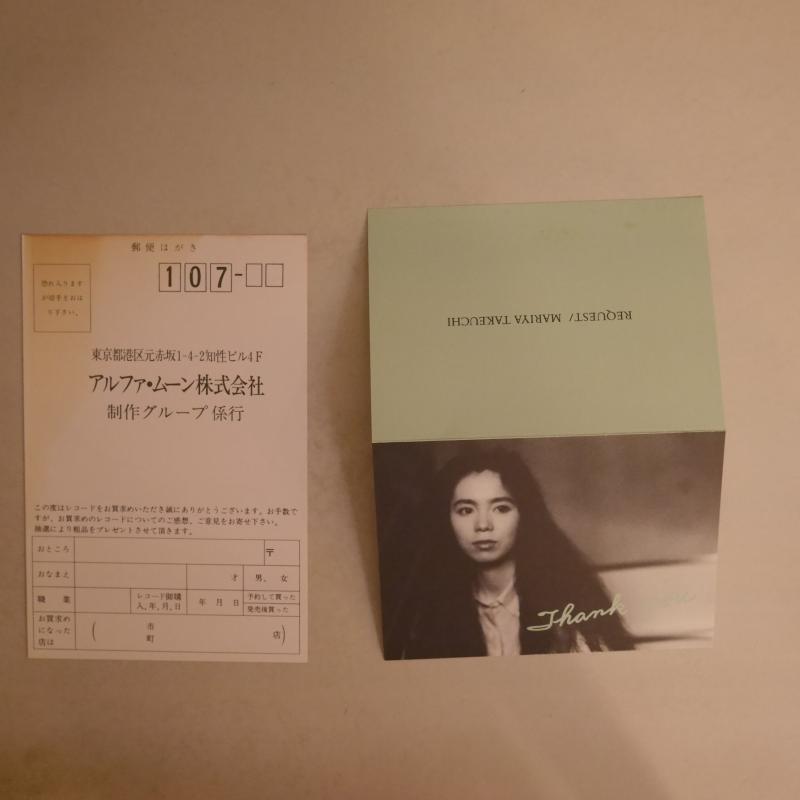 郵便はがき
恐れ入ります
が切手をおは
り下さい。
107-
東京都港区元赤坂1-4-2知性ビル4F
アルファ・ムーン株式会社
制作グループ係行
この度はレコードをお買求めいただき誠にありがとうございます。お手数で
すが、お買求めのレコードについてのご感想、ご意見をお寄せ下さい。
抽選により粗品をプレゼントさせて頂きます。
おところ 〒
おなまえ 才 男、女
職業 レコード御購入、年、月、日 年 月 日 予約して買った
発売後買った
お買求めになった店は ( 市 町 店)
REQUEST / MARIYA TAKEUCHI
Thank you